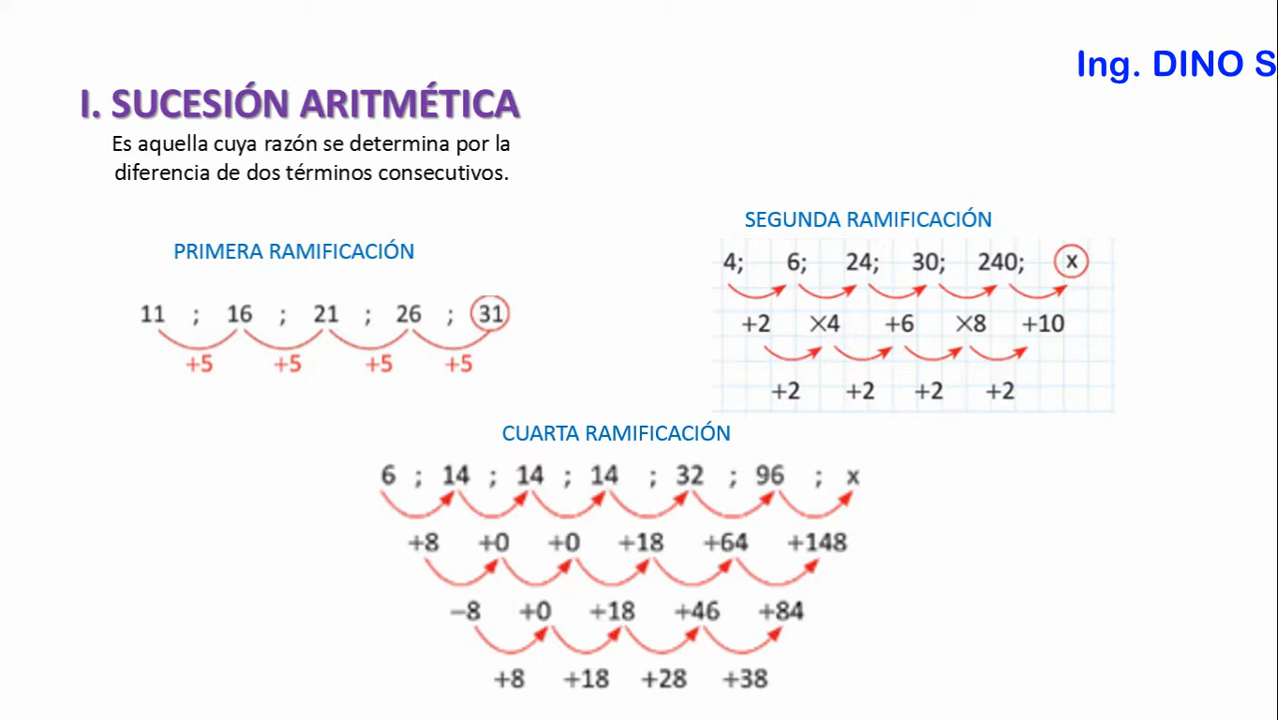 Ing. DINO S
I. SUCESIÓN ARITMÉTICA
Es aquella cuya razón se determina por la
diferencia de dos términos consecutivos.
PRIMERA RAMIFICACIÓN
11 ; 16 ; 21 ; 26 ; 31
+5 +5 +5 +5
SEGUNDA RAMIFICACIÓN
4; 6; 24; 30; 240; x
+2 ×4 +6 ×8 +10
+2 +2 +2 +2
CUARTA RAMIFICACIÓN
6 ; 14 ; 14 ; 14 ; 32 ; 96 ; x
+8 +0 +0 +18 +64 +148
−8 +0 +18 +46 +84
+8 +18 +28 +38